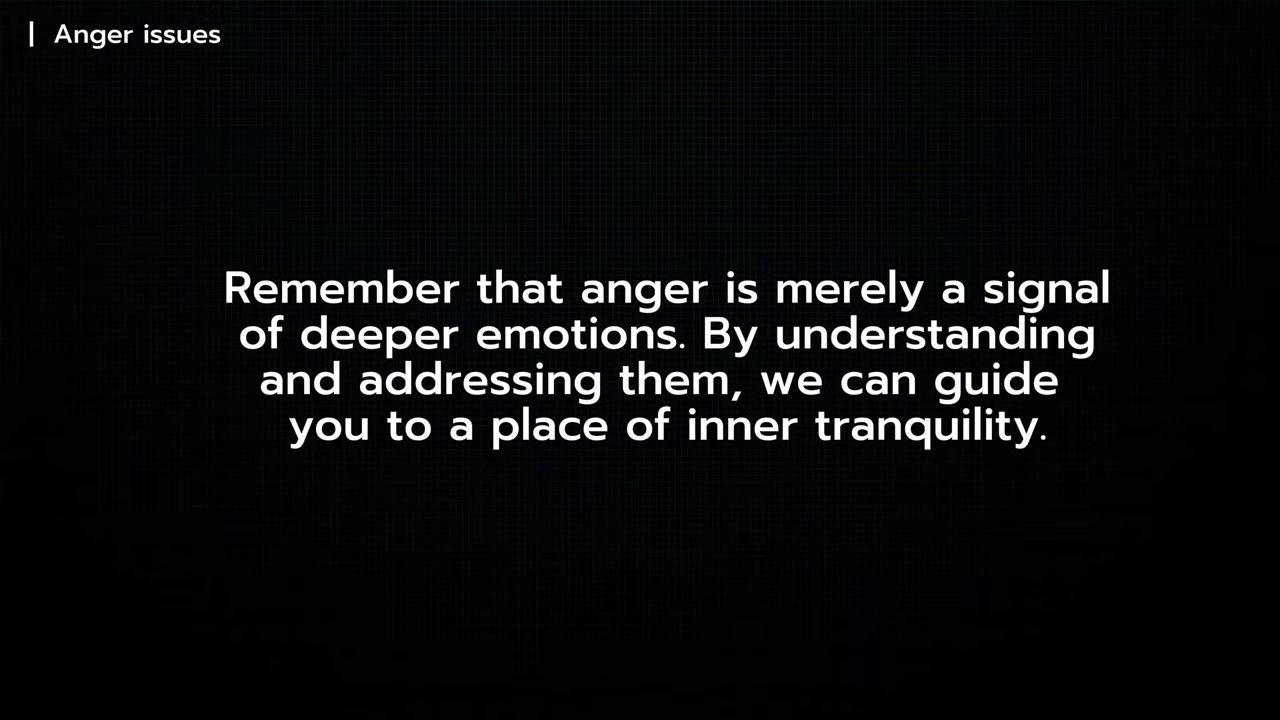 | Anger issues
Remember that anger is merely a signal
of deeper emotions. By understanding
and addressing them, we can guide
you to a place of inner tranquility.